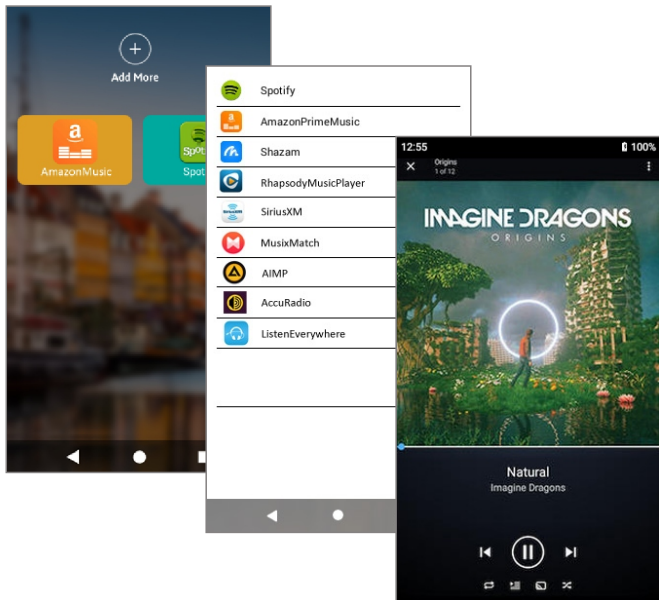 Add More
a
AmazonMusic
Spotify
AmazonPrimeMusic
Shazam
RhapsodyMusicPlayer
SiriusXM
MusixMatch
AIMP
AccuRadio
ListenEverywhere
12:55
100%
Origins
1 of 12
IMAGINE DRAGONS
ORIGINS
Natural
Imagine Dragons